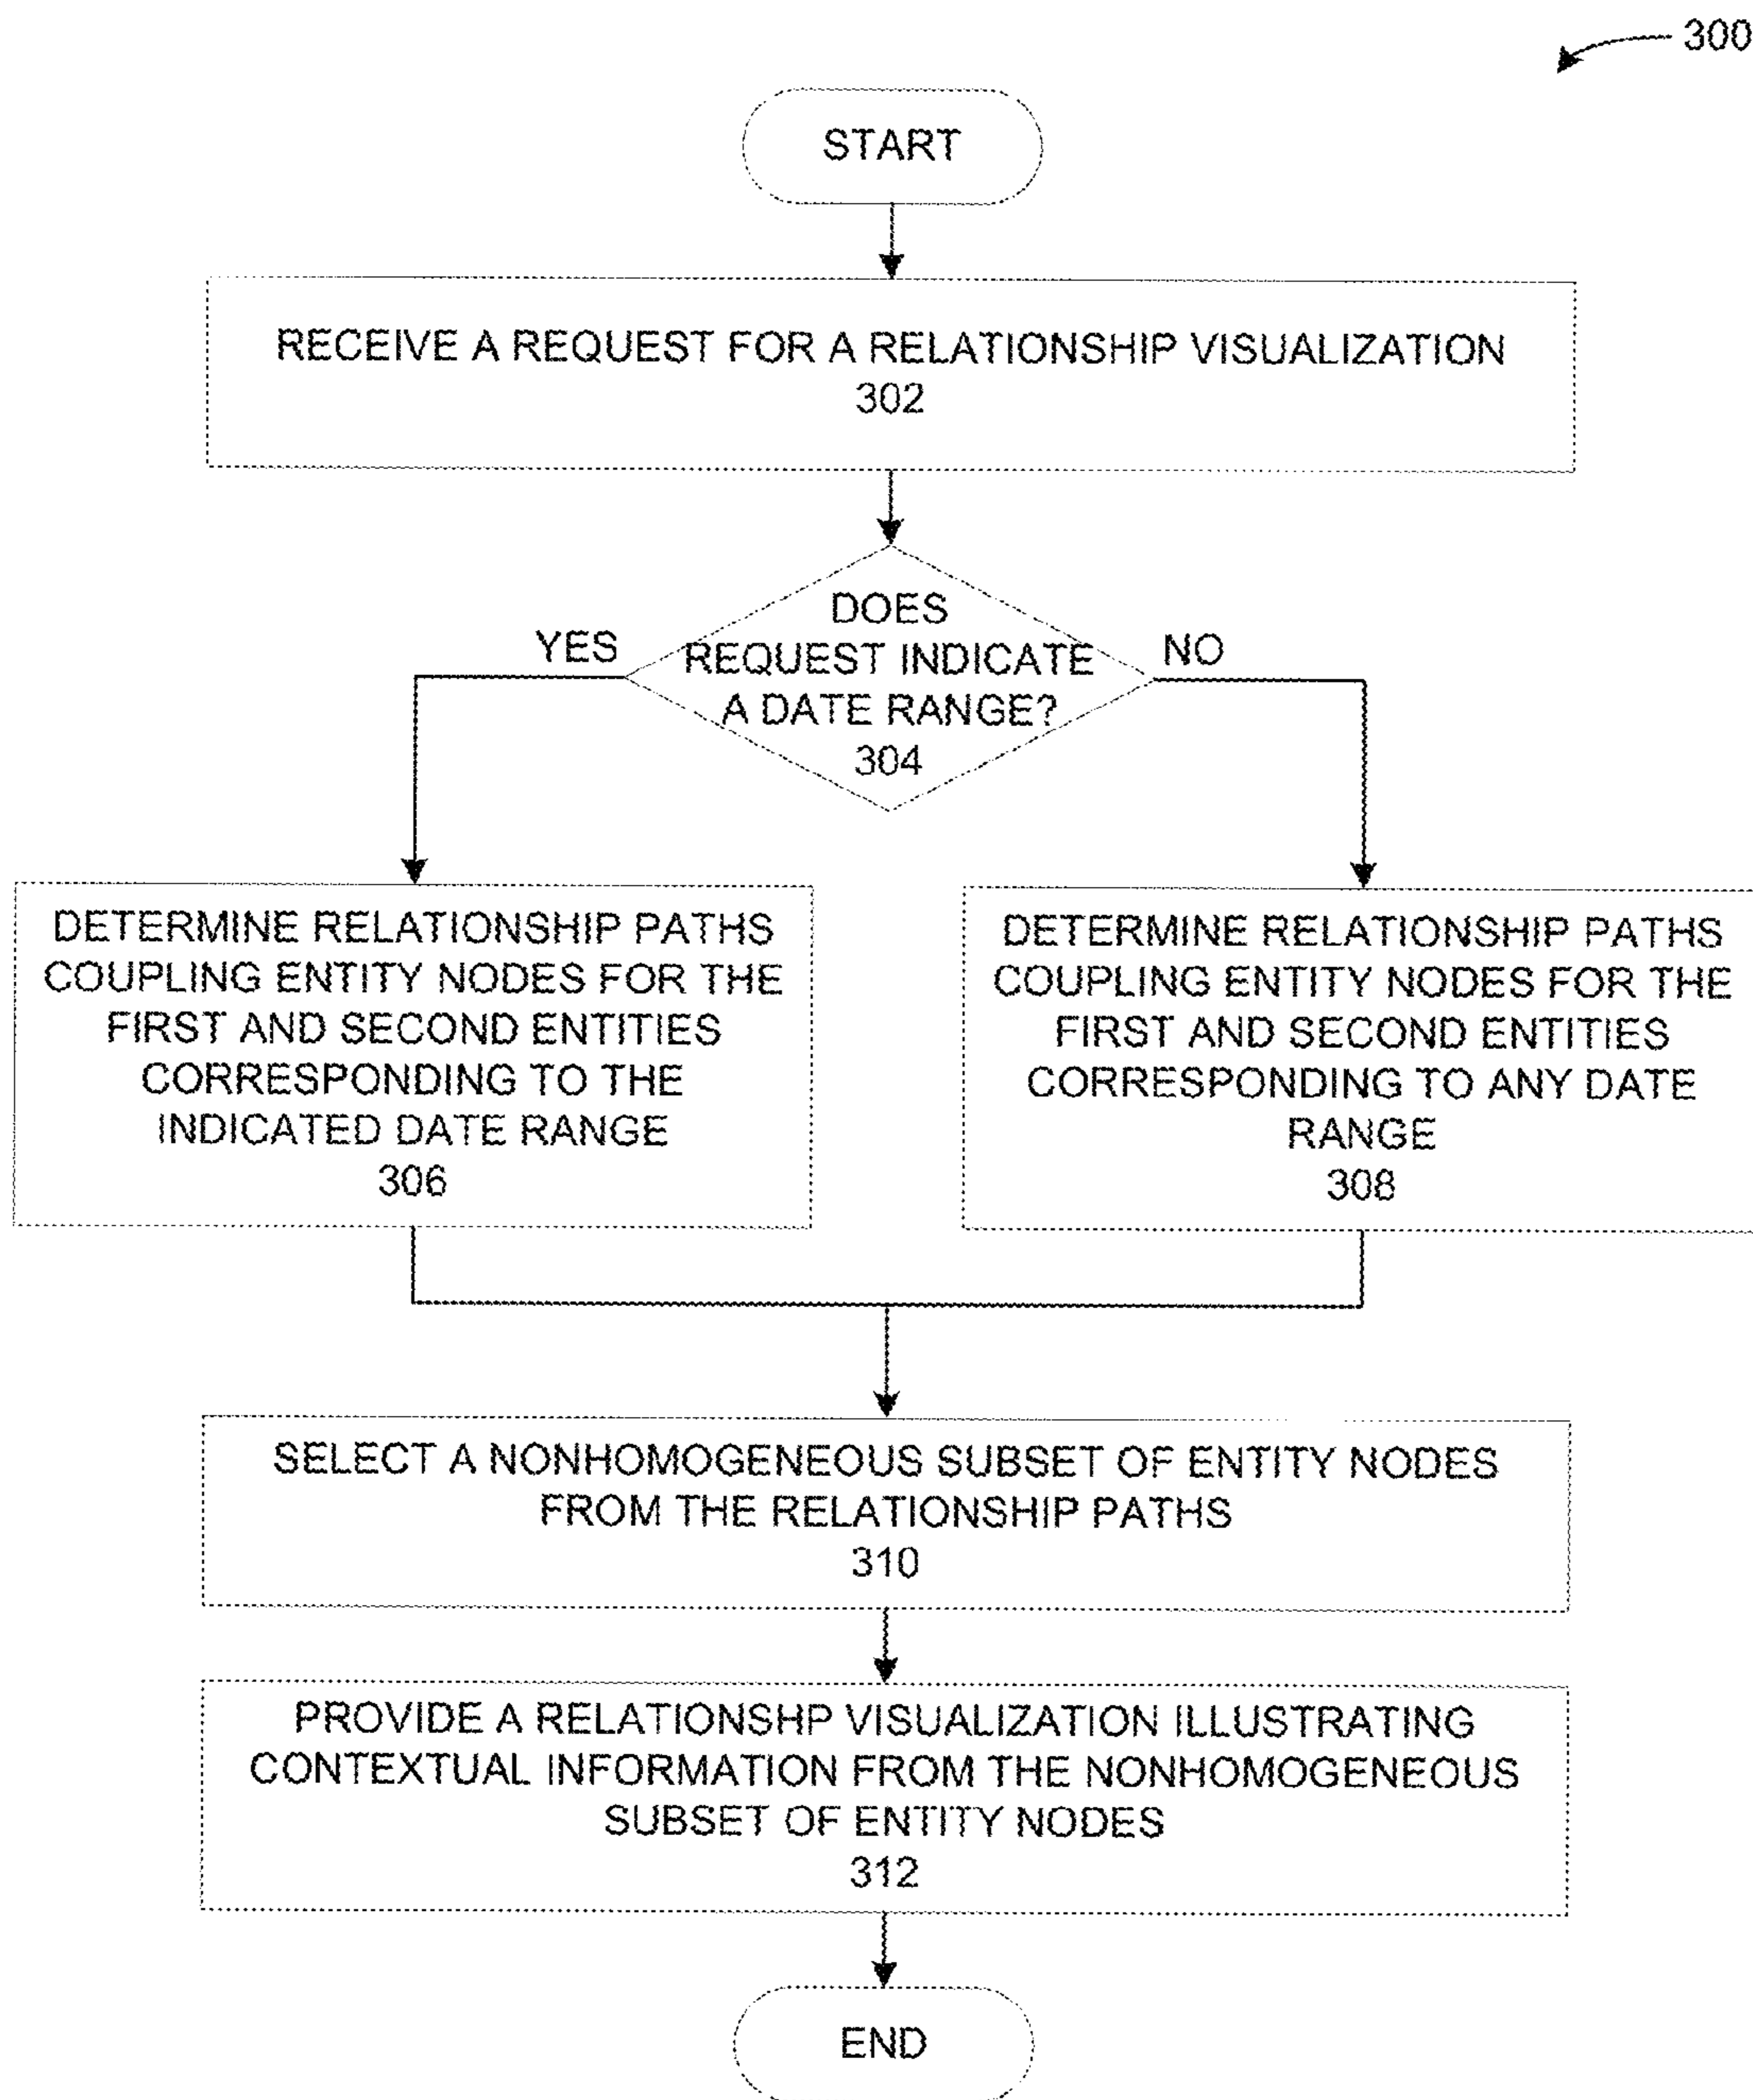 300
START
RECEIVE A REQUEST FOR A RELATIONSHIP VISUALIZATION
302
DOES
REQUEST INDICATE
A DATE RANGE?
304
YES
NO
DETERMINE RELATIONSHIP PATHS
COUPLING ENTITY NODES FOR THE
FIRST AND SECOND ENTITIES
CORRESPONDING TO THE
INDICATED DATE RANGE
306
DETERMINE RELATIONSHIP PATHS
COUPLING ENTITY NODES FOR THE
FIRST AND SECOND ENTITIES
CORRESPONDING TO ANY DATE
RANGE
308
SELECT A NONHOMOGENEOUS SUBSET OF ENTITY NODES
FROM THE RELATIONSHIP PATHS
310
PROVIDE A RELATIONSHP VISUALIZATION ILLUSTRATING
CONTEXTUAL INFORMATION FROM THE NONHOMOGENEOUS
SUBSET OF ENTITY NODES
312
END